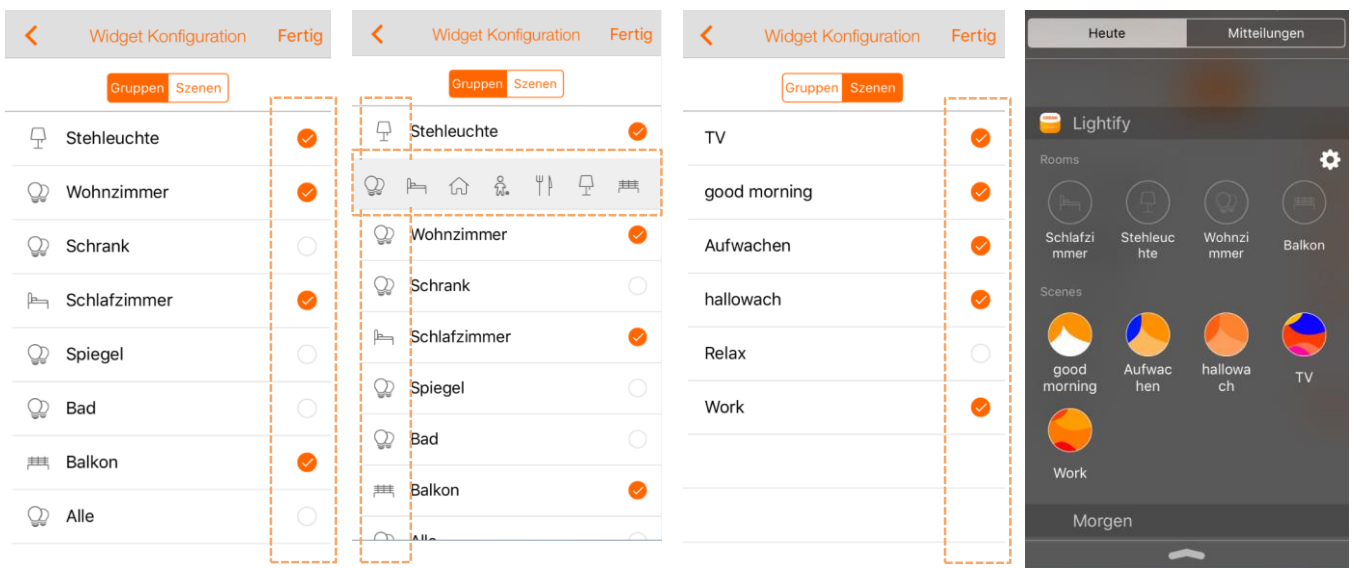 Widget Konfiguration Fertig
Gruppen Szenen
Stehleuchte
Wohnzimmer
Schrank
Schlafzimmer
Spiegel
Bad
Balkon
Alle
Widget Konfiguration Fertig
Gruppen Szenen
Stehleuchte
Wohnzimmer
Schrank
Schlafzimmer
Spiegel
Bad
Balkon
Alle
Widget Konfiguration Fertig
Gruppen Szenen
TV
good morning
Aufwachen
hallowach
Relax
Work
Heute Mitteilungen
Lightify
Rooms
Schlafzi Stehleuc Wohnzi Balkon
mmer hte mmer
Scenes
good Aufwac hallowa TV
morning hen ch
Work
Morgen